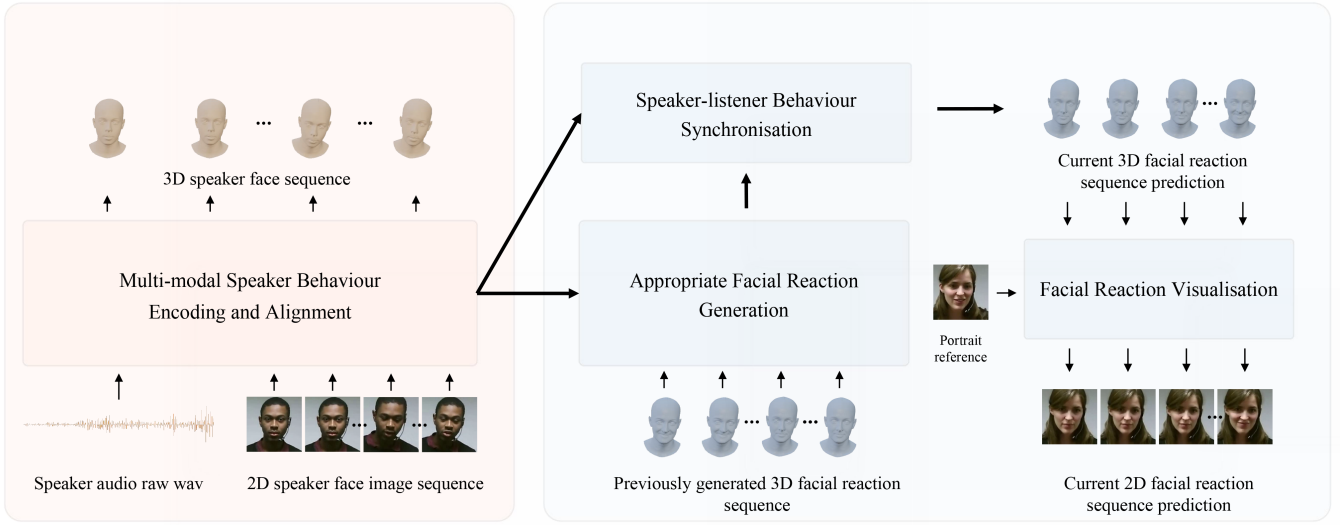 3D speaker face sequence
Multi-modal Speaker Behaviour
Encoding and Alignment
Speaker audio raw wav
2D speaker face image sequence
Speaker-listener Behaviour
Synchronisation
Appropriate Facial Reaction
Generation
Previously generated 3D facial reaction
sequence
Current 3D facial reaction
sequence prediction
Portrait
reference
Facial Reaction Visualisation
Current 2D facial reaction
sequence prediction